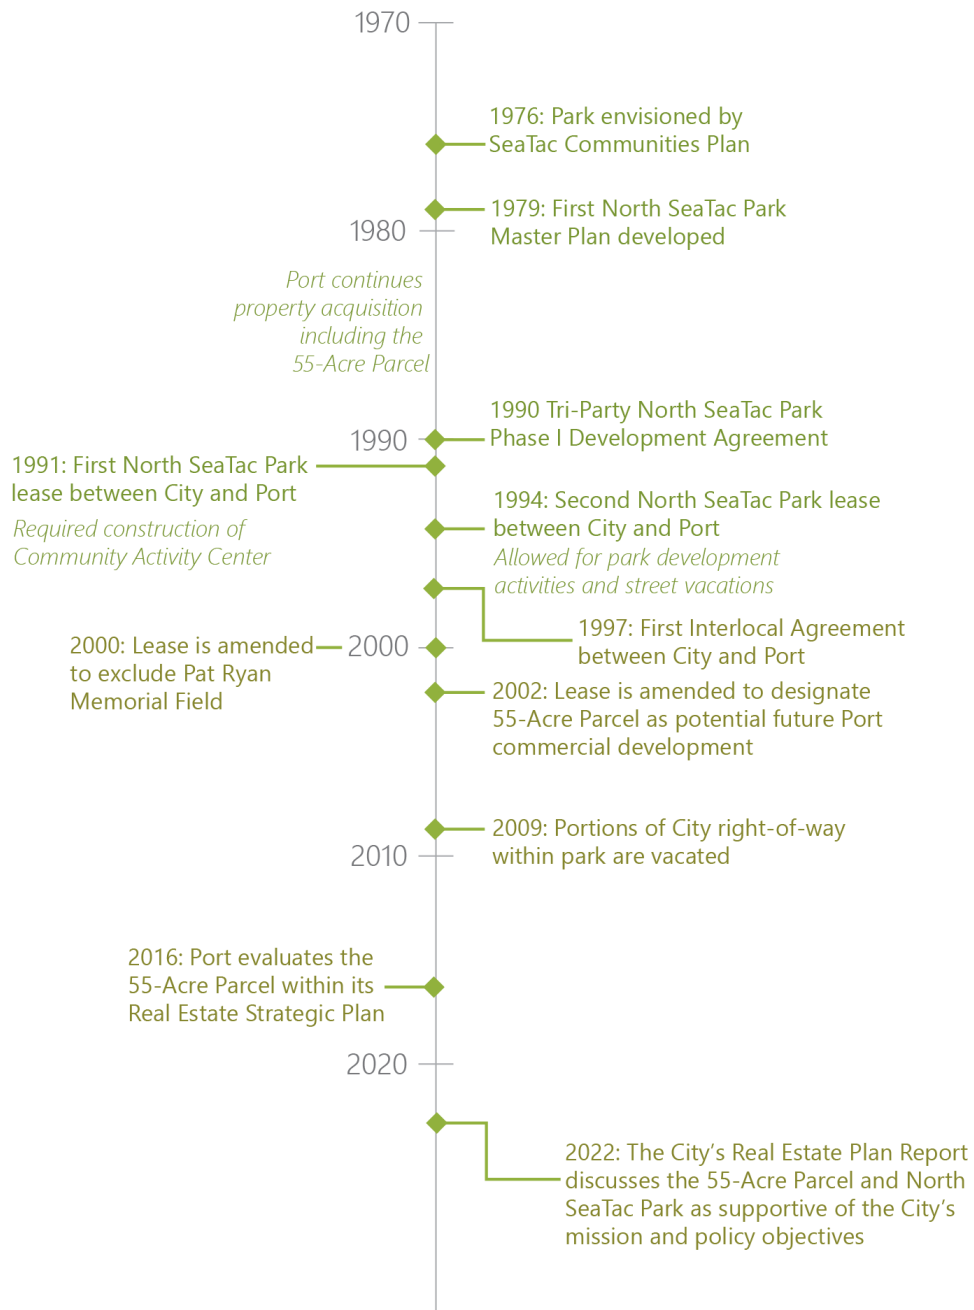 1970
1976: Park envisioned by
SeaTac Communities Plan
1979: First North SeaTac Park
Master Plan developed
1980
Port continues
property acquisition
including the
55-Acre Parcel
1990 Tri-Party North SeaTac Park
Phase I Development Agreement
1990
1991: First North SeaTac Park
lease between City and Port
Required construction of
Community Activity Center
1994: Second North SeaTac Park lease
between City and Port
Allowed for park development
activities and street vacations
1997: First Interlocal Agreement
between City and Port
2000: Lease is amended
to exclude Pat Ryan
Memorial Field
2000
2002: Lease is amended to designate
55-Acre Parcel as potential future Port
commercial development
2009: Portions of City right-of-way
within park are vacated
2010
2016: Port evaluates the
55-Acre Parcel within its
Real Estate Strategic Plan
2020
2022: The City’s Real Estate Plan Report
discusses the 55-Acre Parcel and North
SeaTac Park as supportive of the City’s
mission and policy objectives